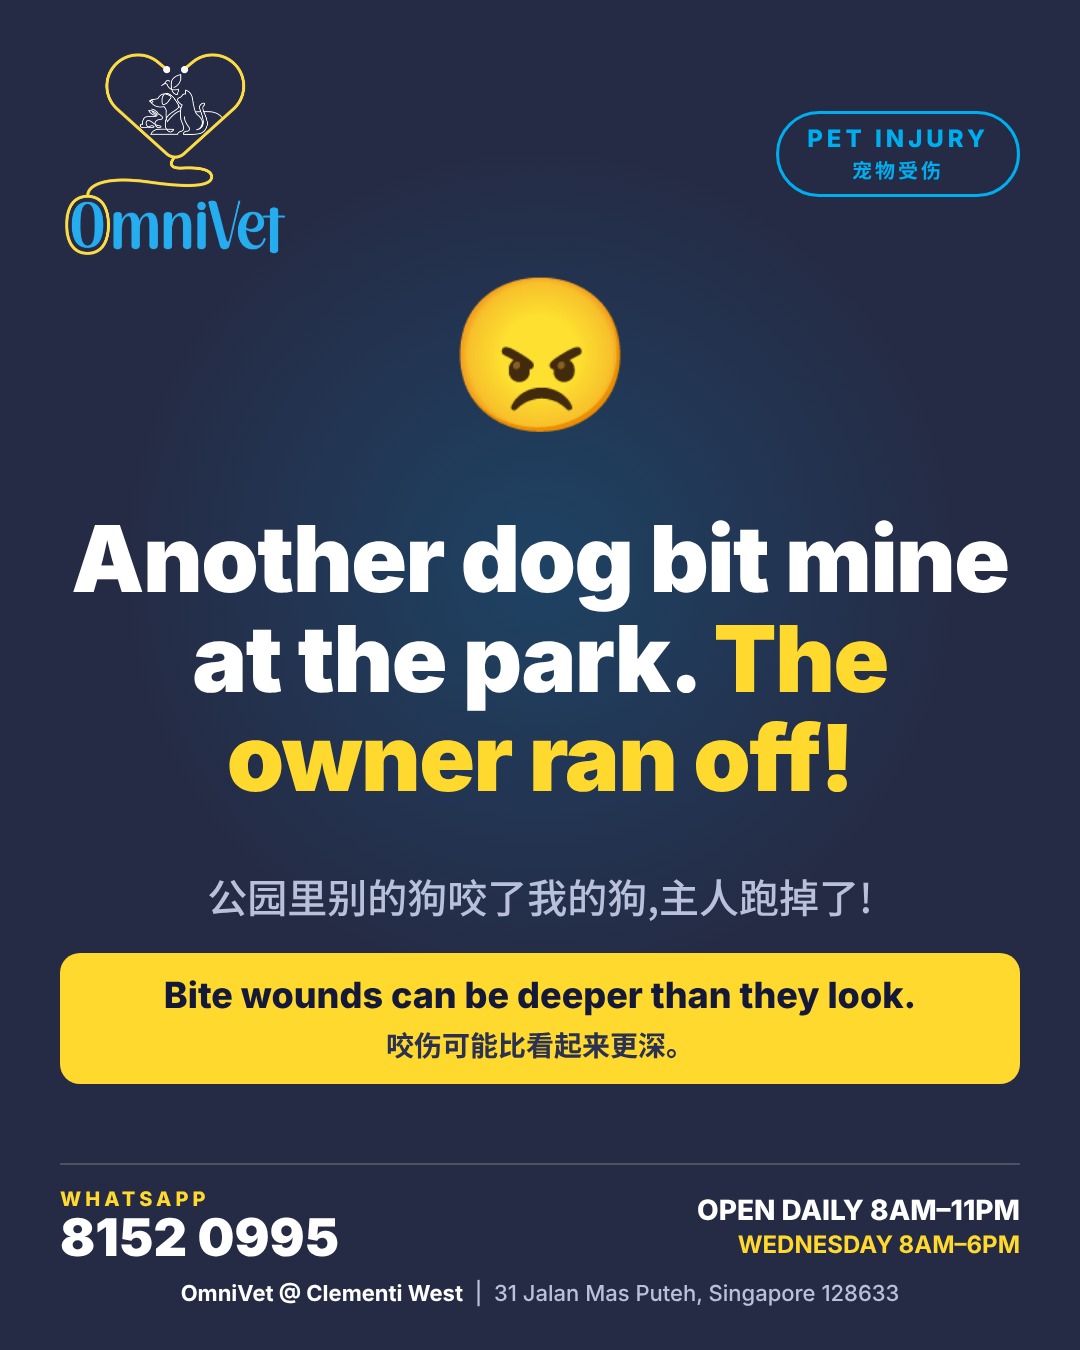 OmniVet
PET INJURY
宠物受伤
Another dog bit mine
at the park. The
owner ran off!
公园里别的狗咬了我的狗,主人跑掉了!
Bite wounds can be deeper than they look.
咬伤可能比看起来更深。
WHATSAPP
8152 0995
OPEN DAILY 8AM–11PM
WEDNESDAY 8AM–6PM
OmniVet @ Clementi West | 31 Jalan Mas Puteh, Singapore 128633